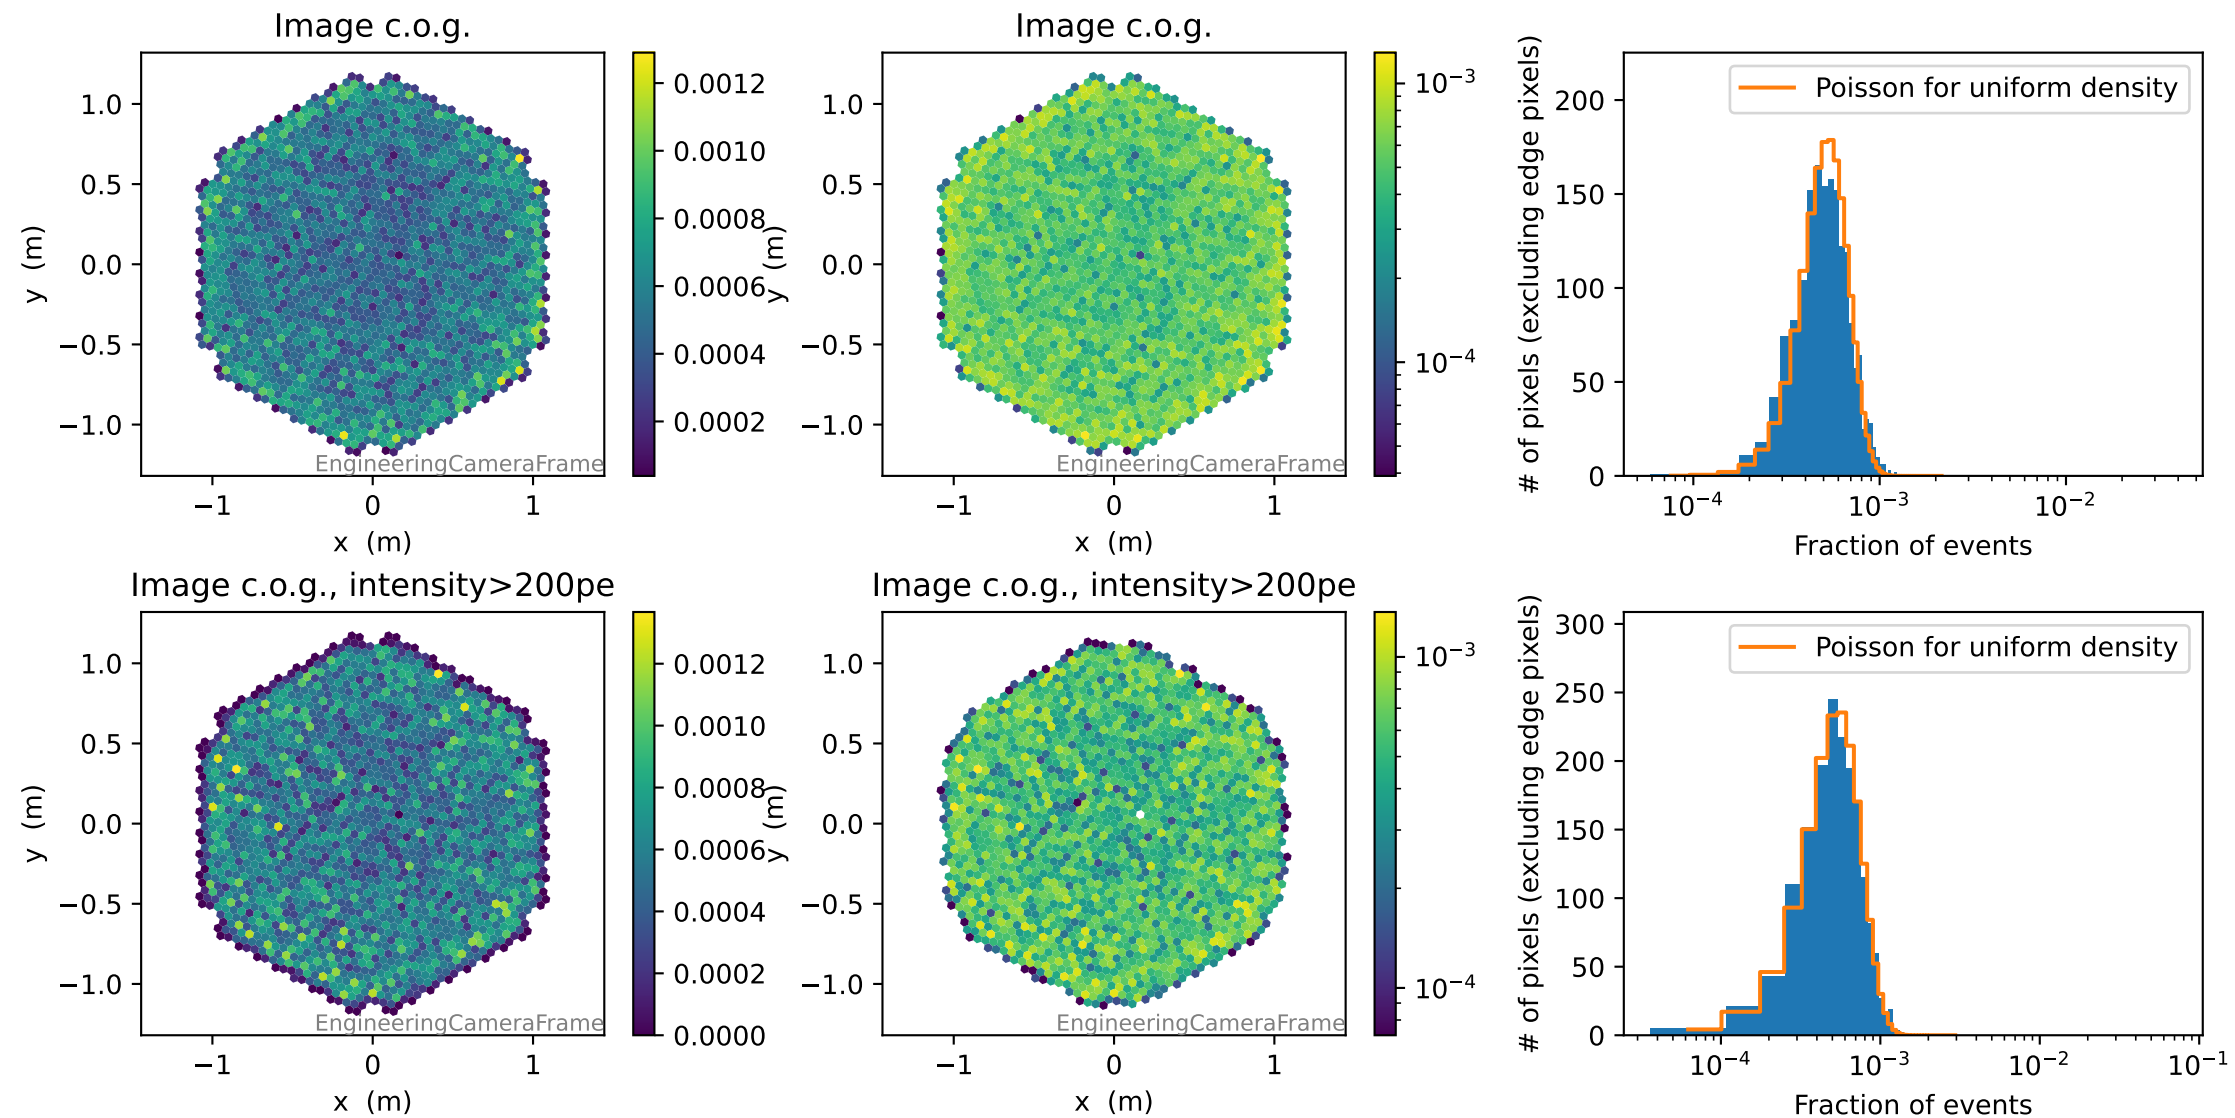 Image c.o.g.
1.0
0.5
0.0
−0.5
−1.0
y (m)
−1 0 1
x (m)
EngineeringCameraFrame
0.0012
0.0010
0.0008
0.0006
0.0004
0.0002
Image c.o.g.
1.0
0.5
0.0
−0.5
−1.0
y (m)
−1 0 1
x (m)
EngineeringCameraFrame
10−3
10−4
# of pixels (excluding edge pixels)
200
150
100
50
0
Poisson for uniform density
10−4 10−3 10−2
Fraction of events
Image c.o.g., intensity>200pe
1.0
0.5
0.0
−0.5
−1.0
y (m)
−1 0 1
x (m)
EngineeringCameraFrame
0.0012
0.0010
0.0008
0.0006
0.0004
0.0002
0.0000
Image c.o.g., intensity>200pe
1.0
0.5
0.0
−0.5
−1.0
y (m)
−1 0 1
x (m)
EngineeringCameraFrame
10−3
10−4
# of pixels (excluding edge pixels)
300
250
200
150
100
50
0
Poisson for uniform density
10−4 10−3 10−2 10−1
Fraction of events